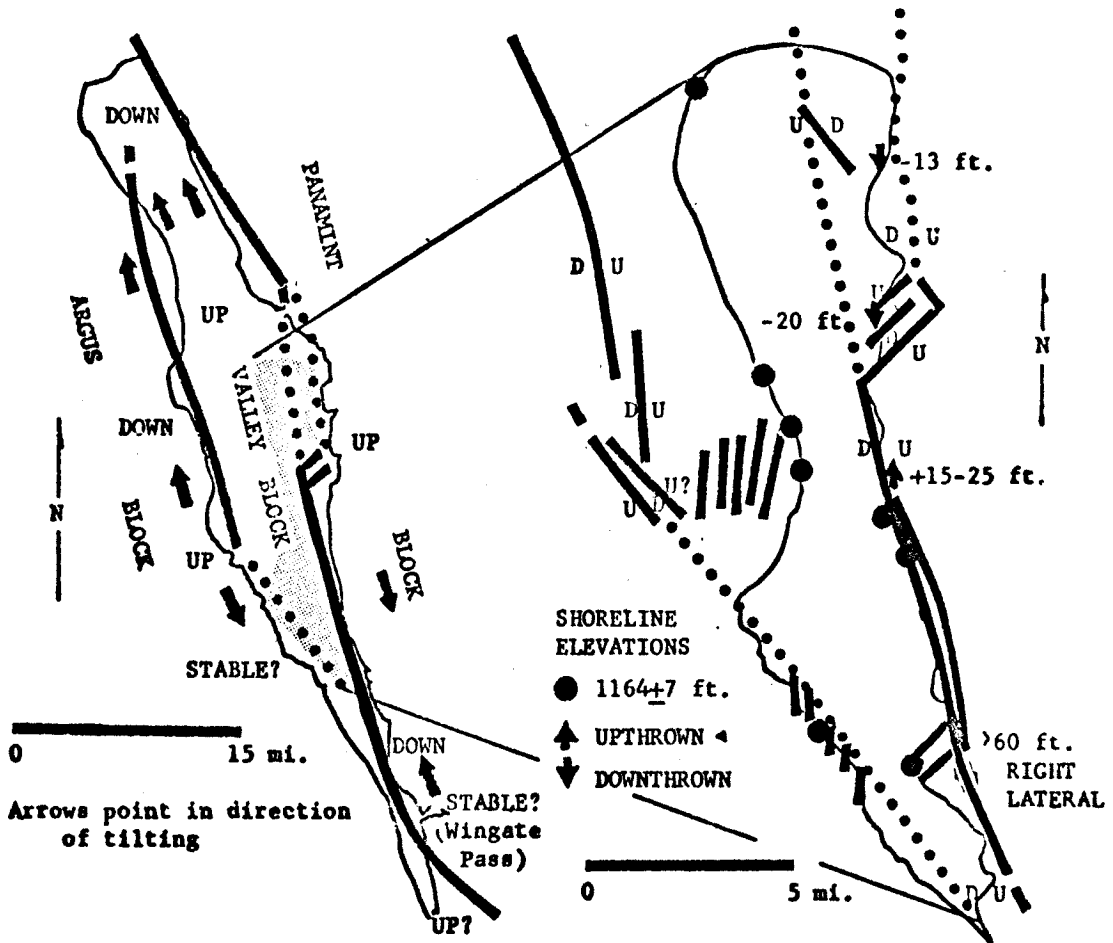 DOWN
PANAMINT
ARGUS
UP
VALLEY
DOWN
UP
BLOCK
BLOCK
BLOCK
UP
N
STABLE?
0 15 mi.
DOWN
STABLE?
(Wingate
Pass)
UP?
Arrows point in direction
of tilting
U D
-13 ft.
D U
D U
U
-20 ft
U
N
D U
D U
+15-25 ft.
U?
U D
SHORELINE
ELEVATIONS
1164±7 ft.
UPTHROWN
DOWNTHROWN
>60 ft.
RIGHT
LATERAL
0 5 mi.
D U